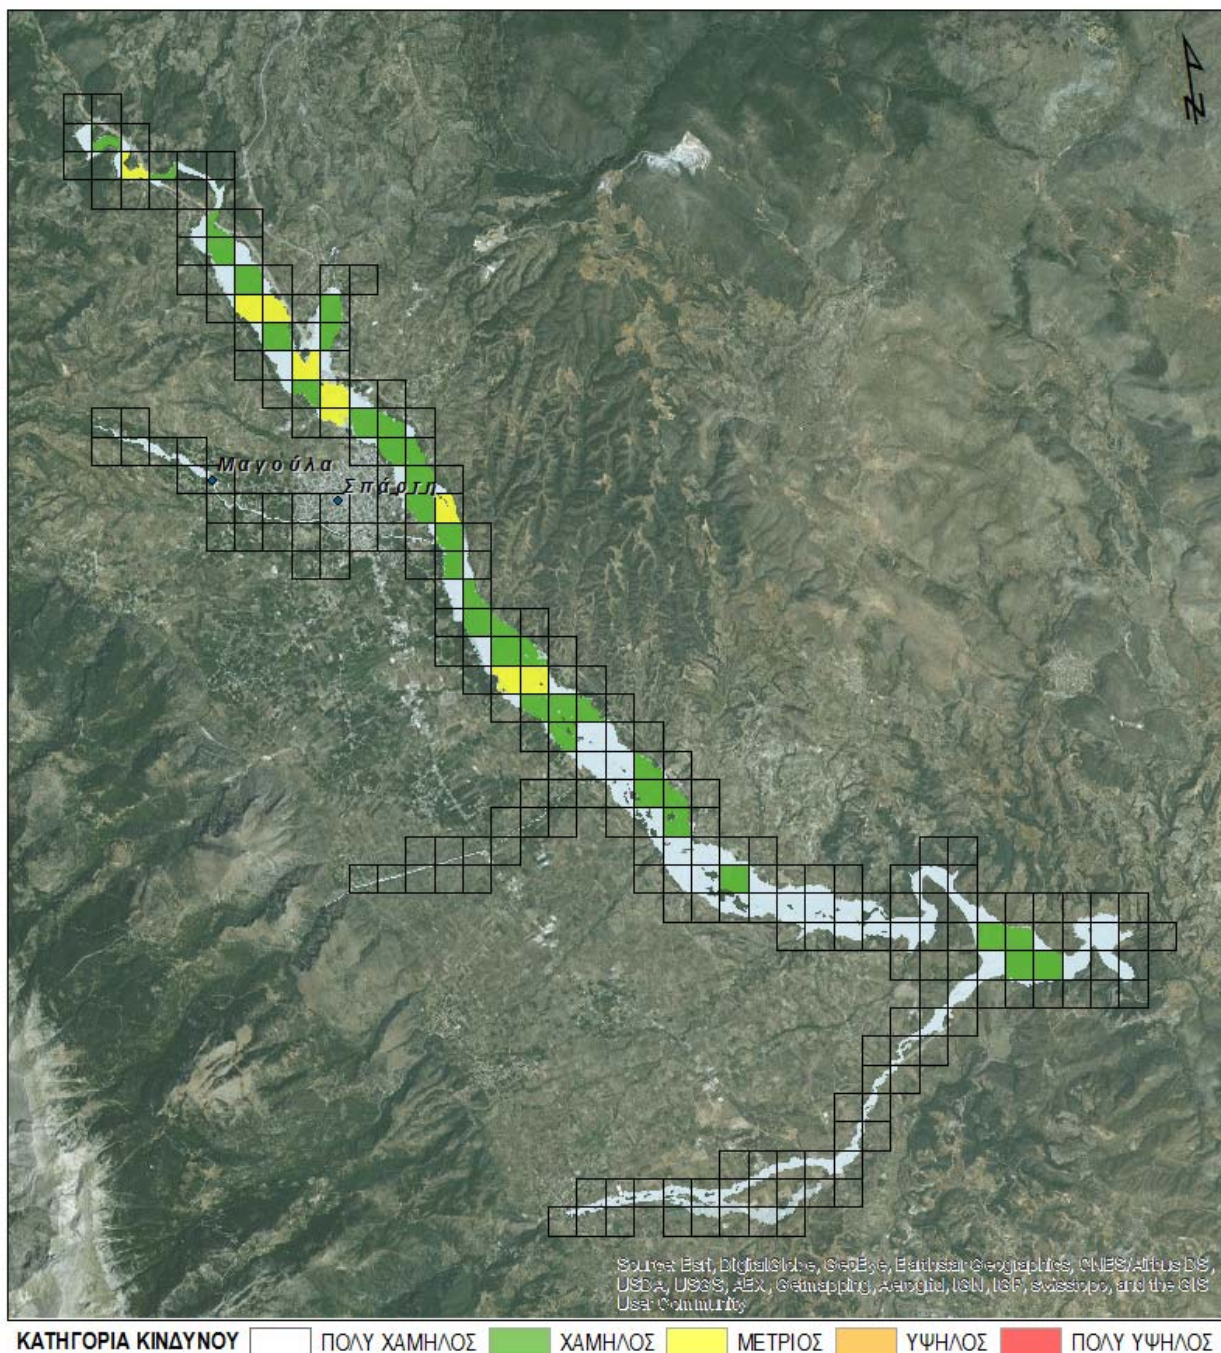 N
Μαγούλα
Σπάρτη
Source: Esri, DigitalGlobe, GeoEye, Earthstar Geographics, CNES/Airbus DS,
USDA, USGS, AEX, Getmapping, Aerogrid, IGN, IGP, swisstopo, and the GIS
User Community
ΚΑΤΗΓΟΡΙΑ ΚΙΝΔΥΝΟΥ ΠΟΛΥ ΧΑΜΗΛΟΣ ΧΑΜΗΛΟΣ ΜΕΤΡΙΟΣ ΥΨΗΛΟΣ ΠΟΛΥ ΥΨΗΛΟΣ